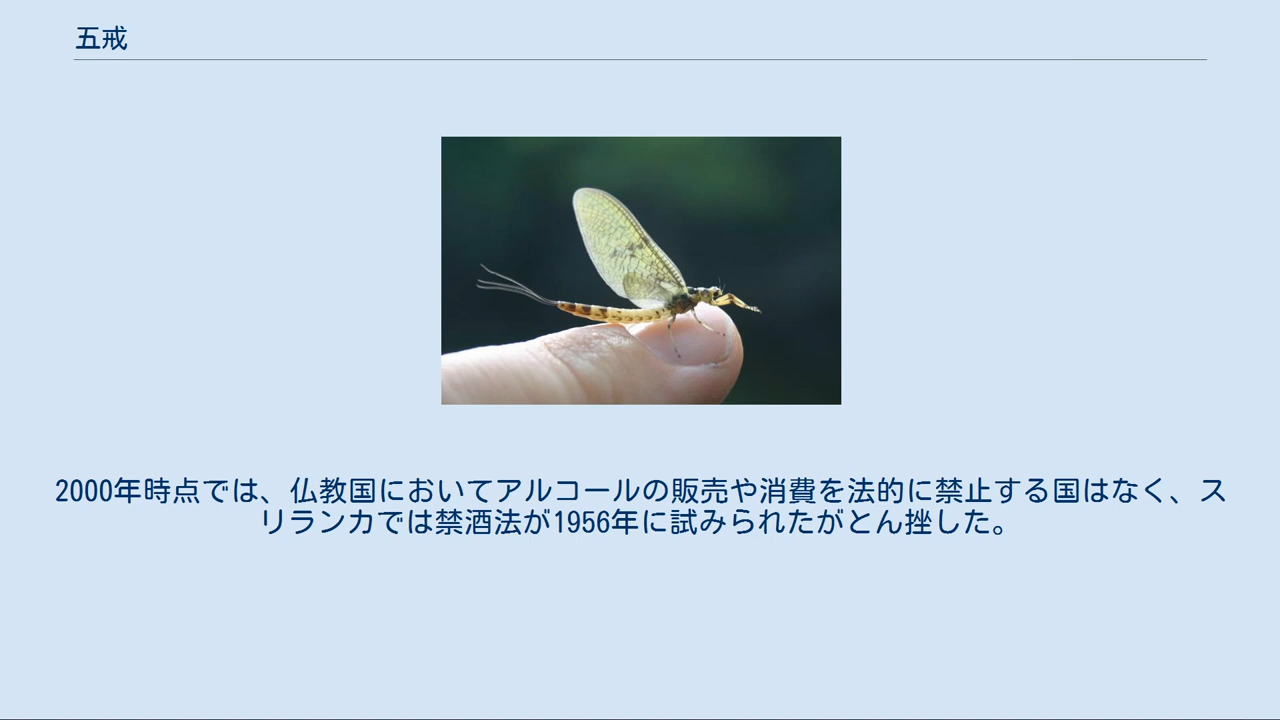 五戒
2000年時点では、仏教国においてアルコールの販売や消費を法的に禁止する国はなく、ス
リランカでは禁酒法が1956年に試みられたがとん挫した。